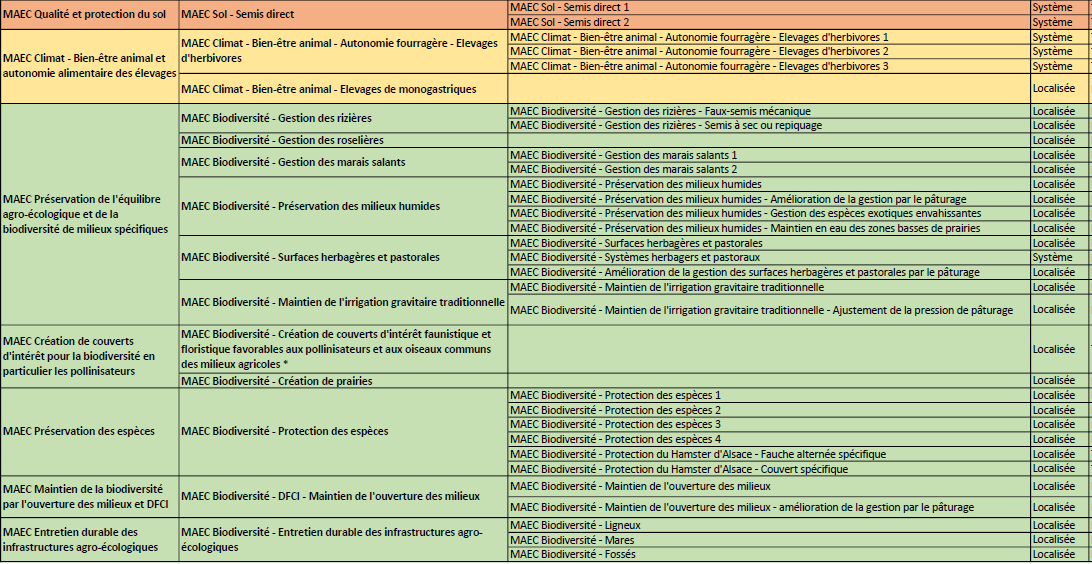 MAEC Qualité et protection du sol
MAEC Sol - Semis direct
MAEC Sol - Semis direct 1
Système
MAEC Sol - Semis direct 2
Système
MAEC Climat - Bien-être animal et
autonomie alimentaire des élevages
MAEC Climat - Bien-être animal - Autonomie fourragère - Elevages
d'herbivores
MAEC Climat - Bien-être animal - Autonomie fourragère - Elevages d'herbivores 1
Système
MAEC Climat - Bien-être animal - Autonomie fourragère - Elevages d'herbivores 2
Système
MAEC Climat - Bien-être animal - Autonomie fourragère - Elevages d'herbivores 3
Système
MAEC Climat - Bien-être animal - Elevages de monogastriques
Localisée
MAEC Préservation de l'équilibre
agro-écologique et de la
biodiversité de milieux spécifiques
MAEC Biodiversité - Gestion des rizières
MAEC Biodiversité - Gestion des rizières - Faux-semis mécanique
Localisée
MAEC Biodiversité - Gestion des rizières - Semis à sec ou repiquage
Localisée
MAEC Biodiversité - Gestion des roselières
Localisée
MAEC Biodiversité - Gestion des marais salants
MAEC Biodiversité - Gestion des marais salants 1
Localisée
MAEC Biodiversité - Gestion des marais salants 2
Localisée
MAEC Biodiversité - Préservation des milieux humides
MAEC Biodiversité - Préservation des milieux humides
Localisée
MAEC Biodiversité - Préservation des milieux humides - Amélioration de la gestion par le pâturage
Localisée
MAEC Biodiversité - Préservation des milieux humides - Gestion des espèces exotiques envahissantes
Localisée
MAEC Biodiversité - Préservation des milieux humides - Maintien en eau des zones basses de prairies
Localisée
MAEC Biodiversité - Surfaces herbagères et pastorales
MAEC Biodiversité - Surfaces herbagères et pastorales
Localisée
MAEC Biodiversité - Systèmes herbagers et pastoraux
Système
MAEC Biodiversité - Amélioration de la gestion des surfaces herbagères et pastorales par le pâturage
Localisée
MAEC Biodiversité - Maintien de l'irrigation gravitaire traditionnelle
MAEC Biodiversité - Maintien de l'irrigation gravitaire traditionnelle
Localisée
MAEC Biodiversité - Maintien de l'irrigation gravitaire traditionnelle - Ajustement de la pression de pâturage
Localisée
MAEC Création de couverts
d'intérêt pour la biodiversité en
particulier les pollinisateurs
MAEC Biodiversité - Création de couverts d'intérêt faunistique et
floristique favorables aux pollinisateurs et aux oiseaux communs
des milieux agricoles *
Localisée
MAEC Biodiversité - Création de prairies
Localisée
MAEC Préservation des espèces
MAEC Biodiversité - Protection des espèces
MAEC Biodiversité - Protection des espèces 1
Localisée
MAEC Biodiversité - Protection des espèces 2
Localisée
MAEC Biodiversité - Protection des espèces 3
Localisée
MAEC Biodiversité - Protection des espèces 4
Localisée
MAEC Biodiversité - Protection du Hamster d'Alsace - Fauche alternée spécifique
Localisée
MAEC Biodiversité - Protection du Hamster d'Alsace - Couvert spécifique
Localisée
MAEC Maintien de la biodiversité
par l'ouverture des milieux et DFCI
MAEC Biodiversité - DFCI - Maintien de l'ouverture des milieux
MAEC Biodiversité - Maintien de l'ouverture des milieux
Localisée
MAEC Biodiversité - Maintien de l'ouverture des milieux - amélioration de la gestion par le pâturage
Localisée
MAEC Entretien durable des
infrastructures agro-écologiques
MAEC Biodiversité - Entretien durable des infrastructures agro-
écologiques
MAEC Biodiversité - Ligneux
Localisée
MAEC Biodiversité - Mares
Localisée
MAEC Biodiversité - Fossés
Localisée